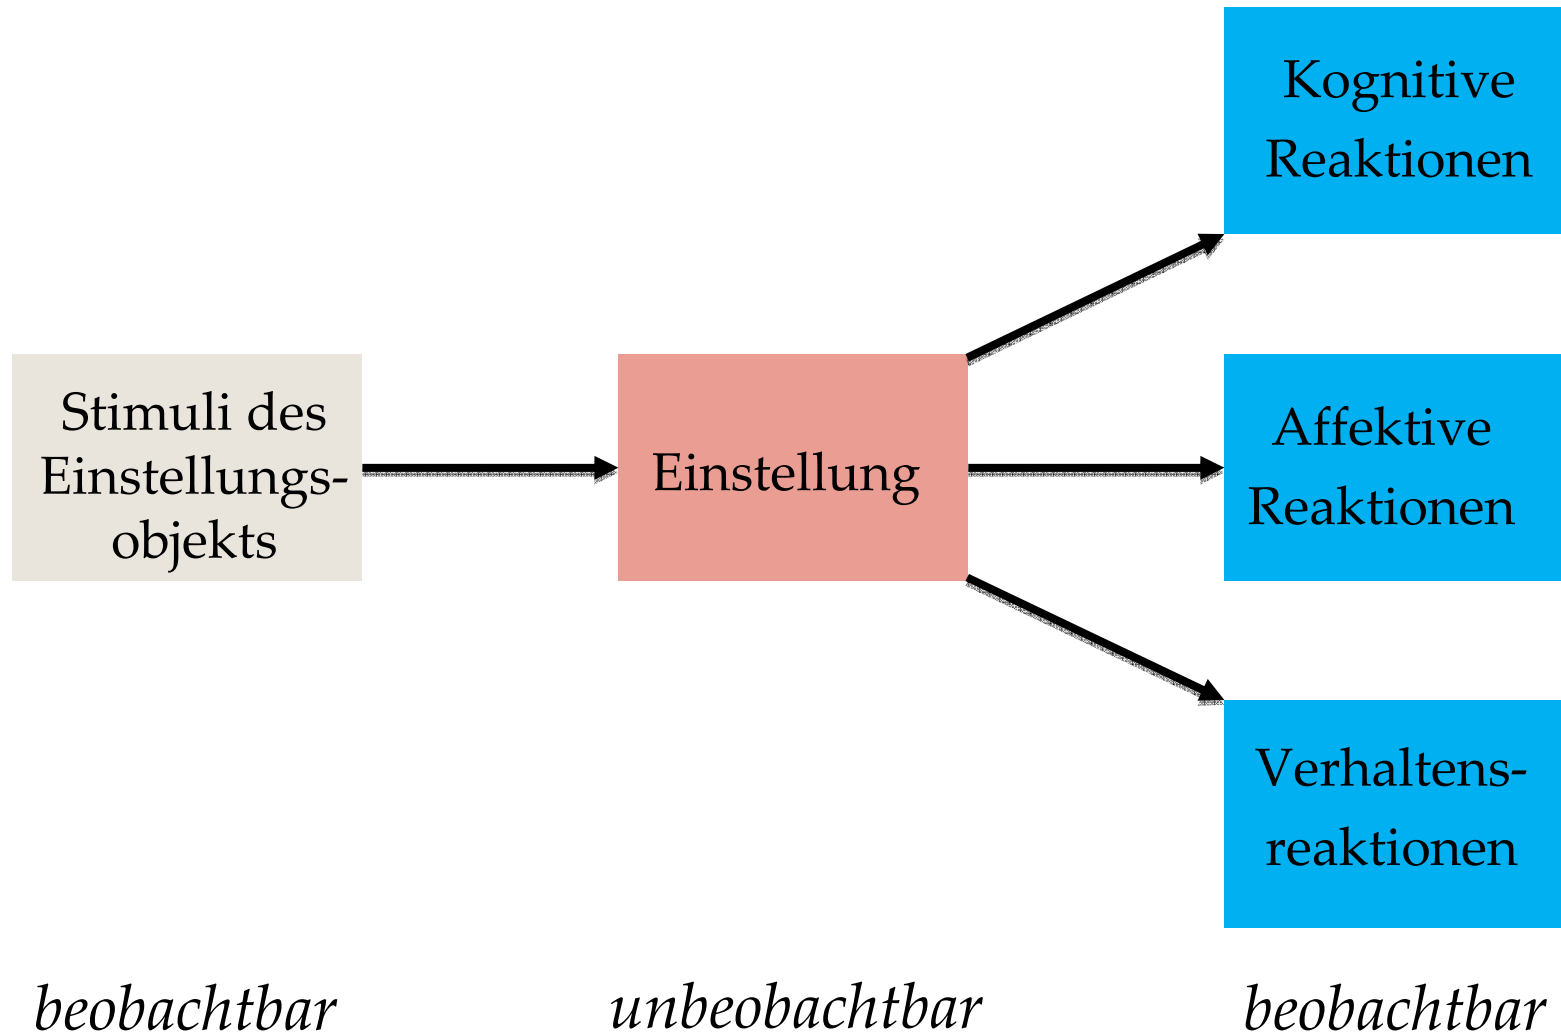 Kognitive
Reaktionen
Stimuli des
Einstellungs-
objekts
Einstellung
Affektive
Reaktionen
Verhaltens-
reaktionen
beobachtbar
unbeobachtbar
beobachtbar